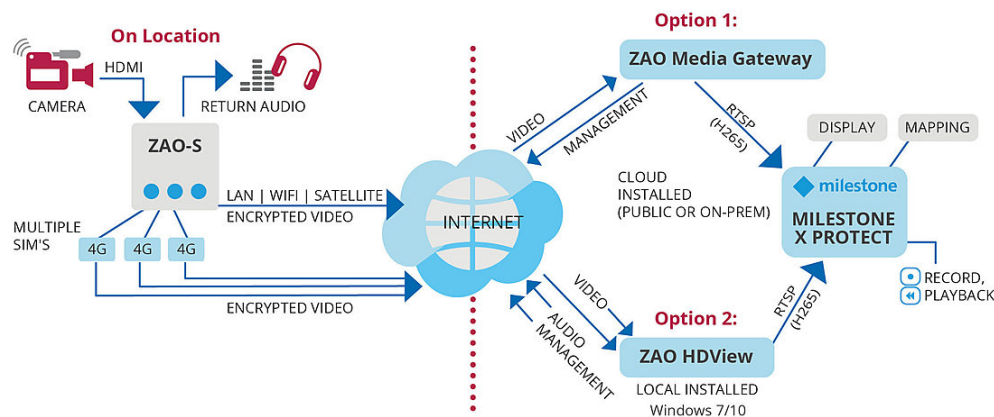 On Location
HDMI
CAMERA
RETURN AUDIO
ZAO-S
MULTIPLE
SIM'S
4G
4G
4G
LAN | WIFI | SATELLITE
ENCRYPTED VIDEO
ENCRYPTED VIDEO
INTERNET
Option 1:
ZAO Media Gateway
VIDEO
MANAGEMENT
RTSP
(H265)
CLOUD
INSTALLED
(PUBLIC OR ON-PREM)
DISPLAY
MAPPING
milestone
MILESTONE
X PROTECT
RECORD,
PLAYBACK
Option 2:
VIDEO
AUDIO
MANAGEMENT
ZAO HDView
RTSP
(H265)
LOCAL INSTALLED
Windows 7/10